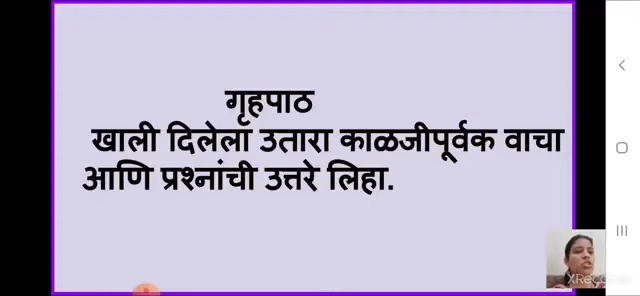 गृहपाठ
खाली दिलेला उतारा काळजीपूर्वक वाचा
आणि प्रश्नांची उत्तरे लिहा.